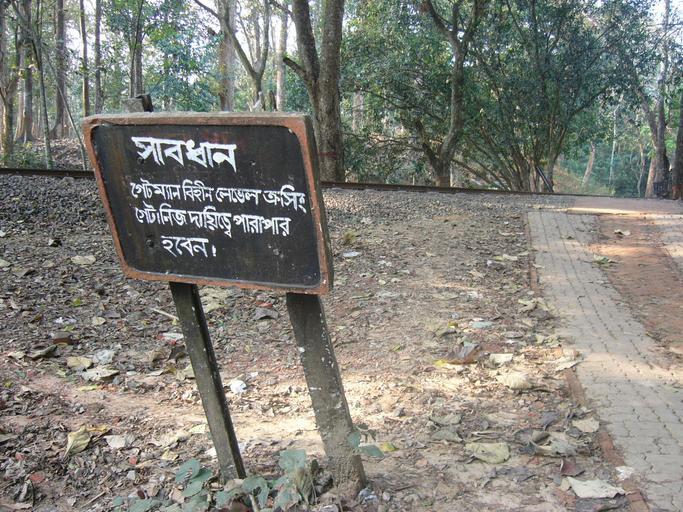 সাবধান
গেটম্যান বিহীন লেভেল ক্রসিং
গেট নিজ দায়িত্বে পারাপার
হবেন।